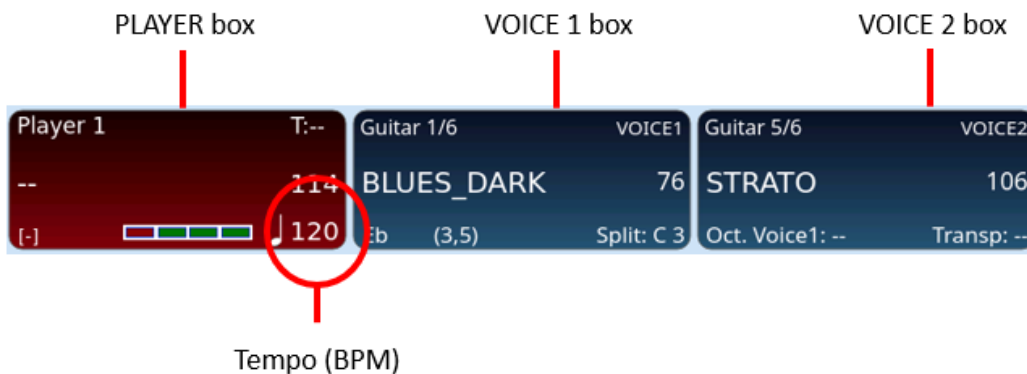 PLAYER box VOICE 1 box VOICE 2 box
Player 1 T:-- Guitar 1/6 VOICE1 Guitar 5/6 VOICE2
-- 114 BLUES_DARK 76 STRATO 106
[-] 120 Eb (3,5) Split: C 3 Oct. Voice1: -- Transp: --
Tempo (BPM)